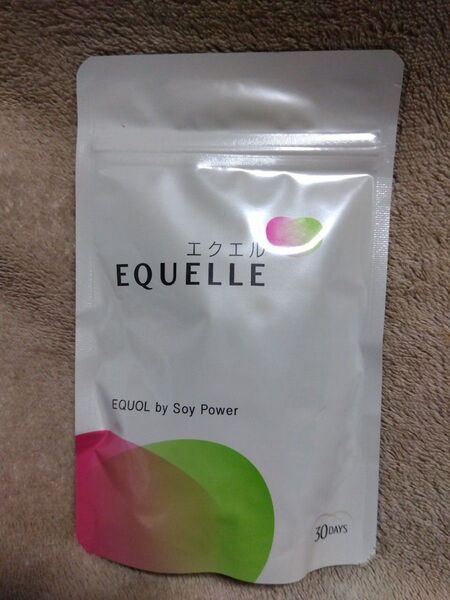 エクエル
EQUELLE
EQUOL by Soy Power
30DAYS